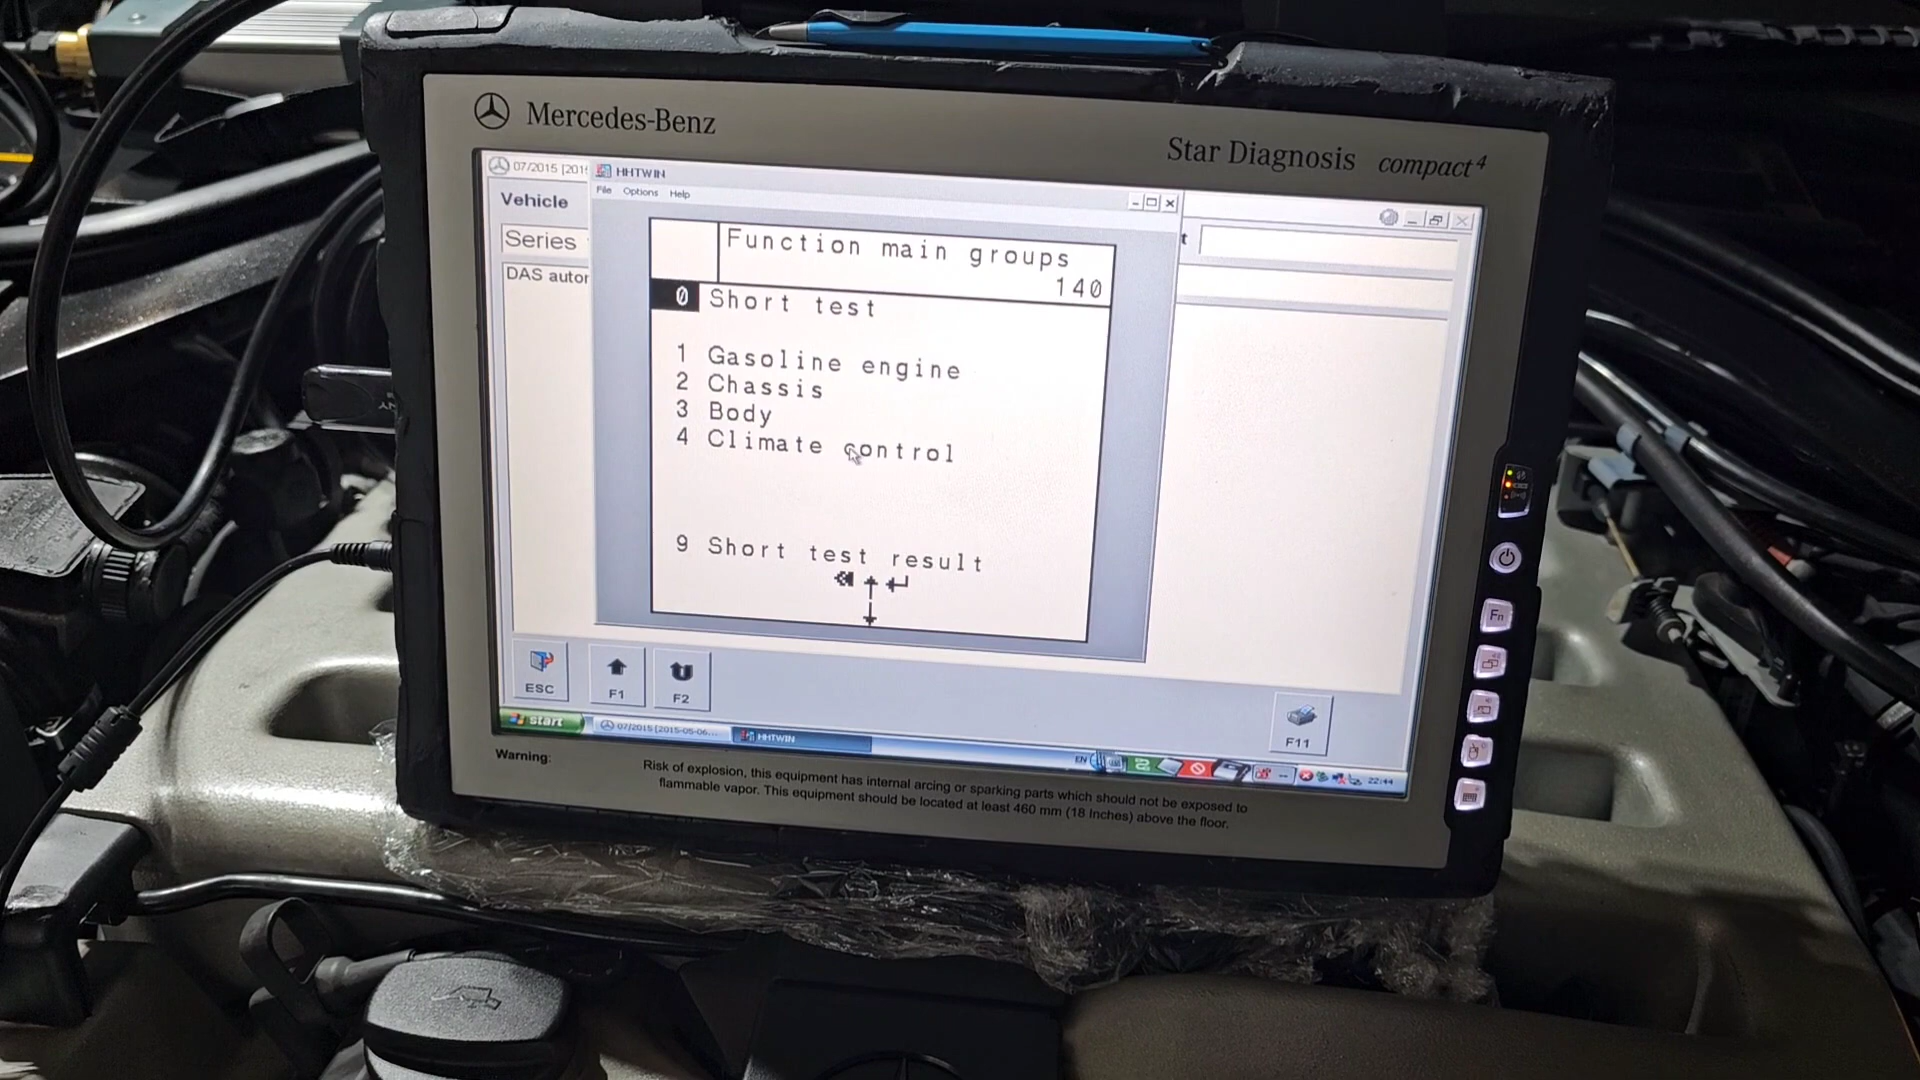 Mercedes-Benz
Star Diagnosis compact4
07/2015 [2015
HHTWIN
File Options Help
Vehicle
Series
t
DAS autor
Function main groups
140
0 Short test
1 Gasoline engine
2 Chassis
3 Body
4 Climate control
9 Short test result
ESC
F1
F2
F11
start
07/2015 [2015-05-06...
HHTWIN
EN
22:44
Fn
Warning:
Risk of explosion, this equipment has internal arcing or sparking parts which should not be exposed to
flammable vapor. This equipment should be located at least 460 mm (18 Inches) above the floor.